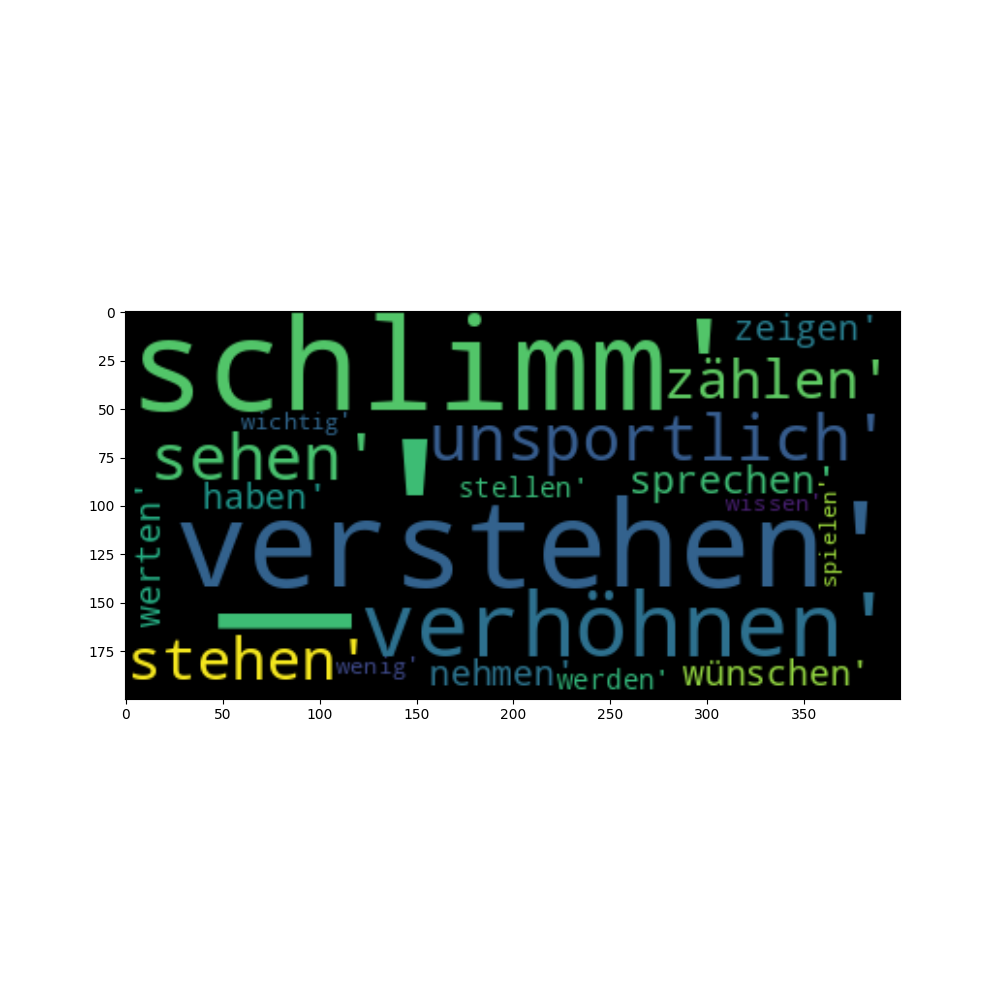 schlimm'
zeigen'
zählen'
wichtig'
unsportlich'
sehen'
'
stellen'
sprechen'
haben'
wissen'
werten'
verstehen'
spielen'
—'
verhöhnen'
stehen'
wenig'
nehmen'
werden'
wünschen'
0
25
50
75
100
125
150
175
0
50
100
150
200
250
300
350